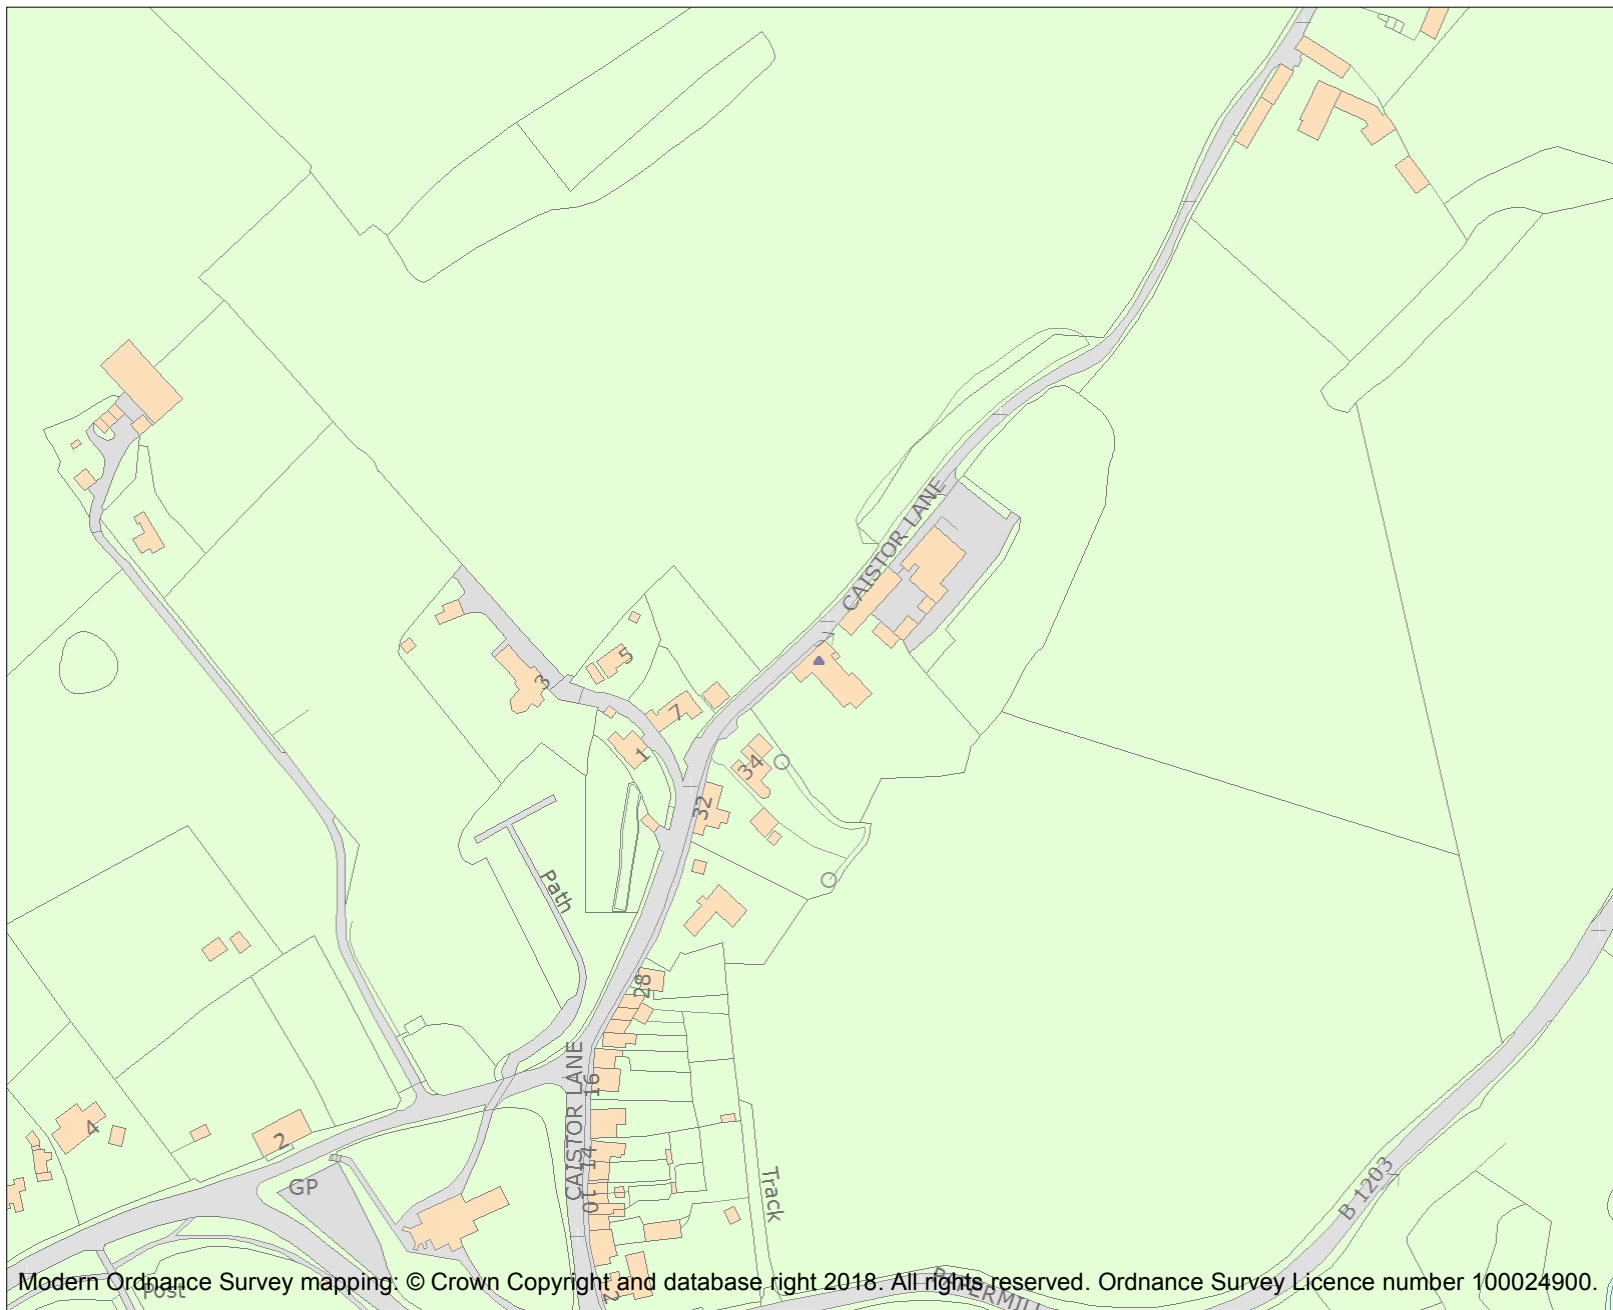 CAISTOR LANE
5
3
7
1
34
32
Path
28
CAISTOR LANE
16
4
2
14
GP
10
Track
B 1203
Post
PAPERMILL
Modern Ordnance Survey mapping: © Crown Copyright and database right 2018. All rights reserved. Ordnance Survey Licence number 100024900.